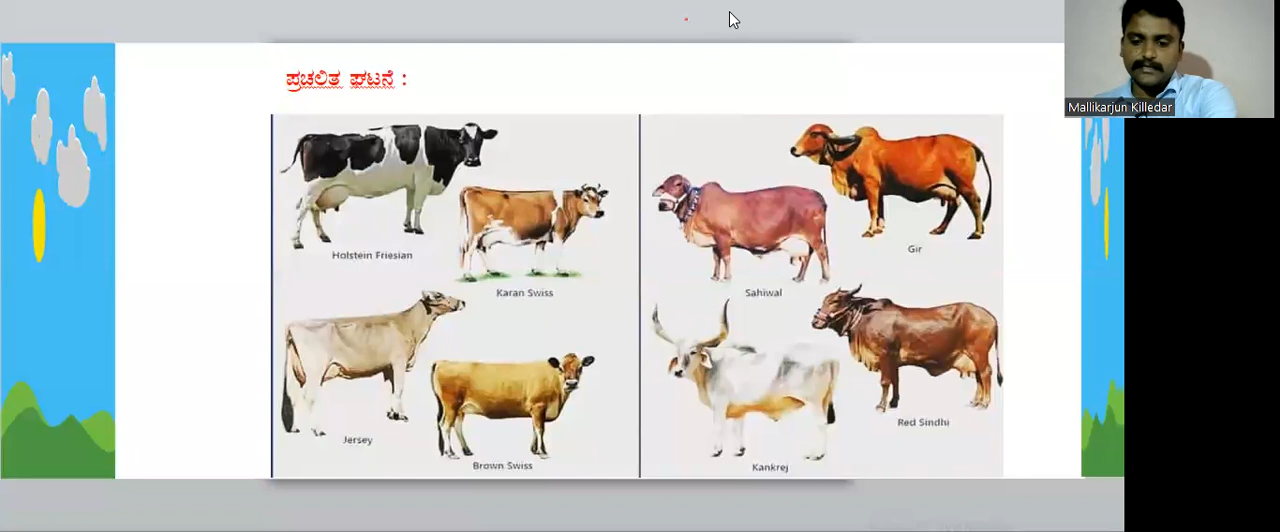 ಪ್ರಚಲಿತ ಘಟನೆ :
Mallikarjun Killedar
Holstein Friesian
Karan Swiss
Jersey
Brown Swiss
Gir
Sahiwal
Red Sindhi
Kankrej